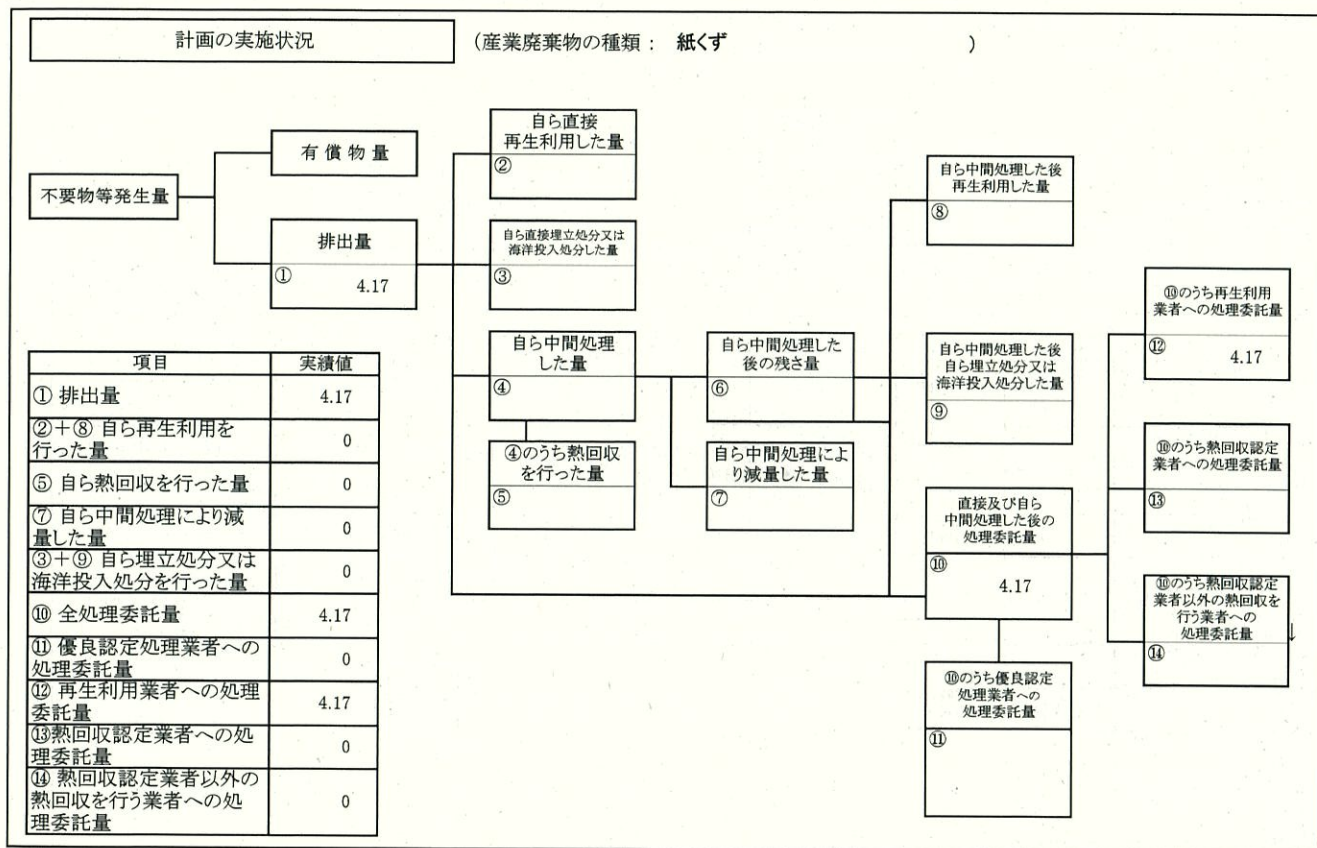 計画の実施状況
(産業廃棄物の種類： 紙くず )
不要物等発生量
有 償 物 量
排出量
① 4.17
自ら直接
再生利用した量
②
自ら直接埋立処分又は
海洋投入処分した量
③
自ら中間処理
した量
④
④のうち熱回収
を行った量
⑤
自ら中間処理した
後の残さ量
⑥
自ら中間処理によ
り減量した量
⑦
自ら中間処理した後
再生利用した量
⑧
自ら中間処理した後
自ら埋立処分又は
海洋投入処分した量
⑨
直接及び自ら
中間処理した後の
処理委託量
⑩
4.17
⑩のうち優良認定
処理業者への
処理委託量
⑪
⑩のうち再生利用
業者への処理委託量
⑫ 4.17
⑩のうち熱回収認定
業者への処理委託量
⑬
⑩のうち熱回収認定
業者以外の熱回収を
行う業者への
処理委託量
↓
⑭
項目 実績値
① 排出量 4.17
②＋⑧ 自ら再生利用を
行った量 0
⑤ 自ら熱回収を行った量 0
⑦ 自ら中間処理により減
量した量 0
③＋⑨ 自ら埋立処分又は
海洋投入処分を行った量 0
⑩ 全処理委託量 4.17
⑪ 優良認定処理業者への
処理委託量 0
⑫ 再生利用業者への処理
委託量 4.17
⑬熱回収認定業者への処
理委託量 0
⑭ 熱回収認定業者以外の
熱回収を行う業者への処
理委託量 0